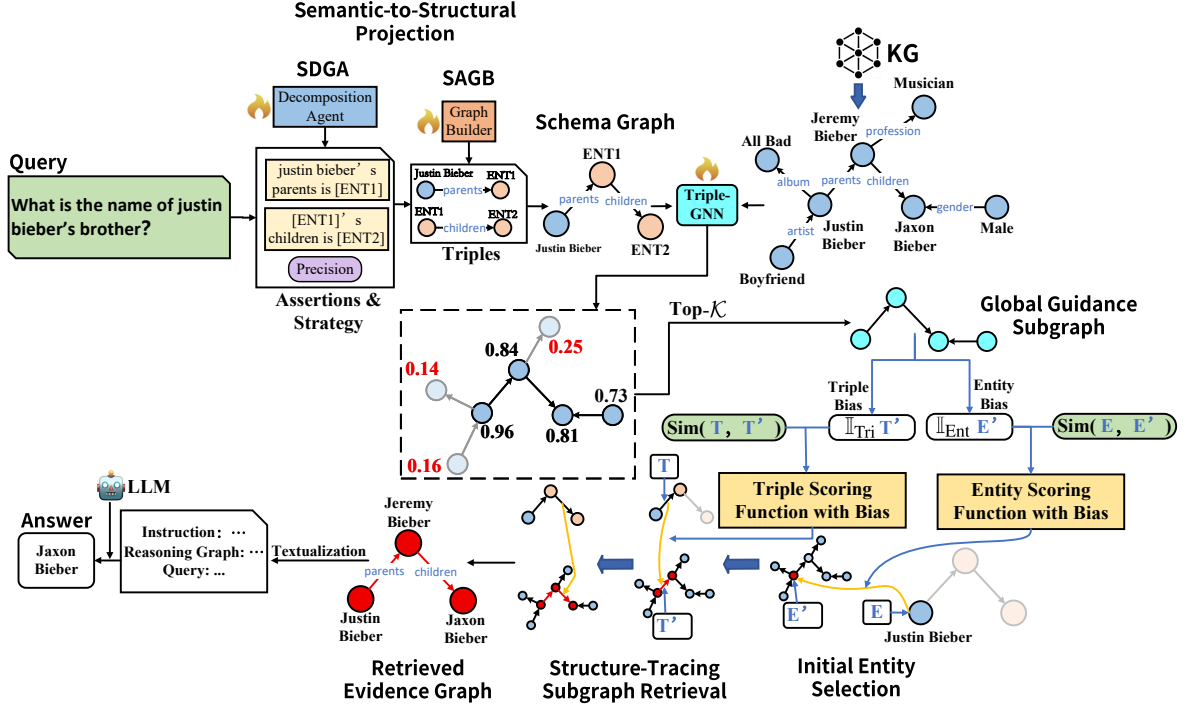 Semantic-to-Structural
Projection
SDGA
Decomposition
Agent
SAGB
Graph
Builder
Schema Graph
KG
Musician
Jeremy
Bieber
profession
All Bad
album
parents
children
gender
Justin
Bieber
Jaxon
Bieber
Male
artist
Boyfriend
Query
What is the name of justin
bieber's brother?
justin bieber’s
parents is [ENT1]
[ENT1]’s
children is [ENT2]
Precision
Assertions &
Strategy
Justin Bieber
ENT1
parents
ENT1
ENT2
children
Triples
ENT1
parents
children
Justin Bieber
ENT2
Triple-
GNN
0.84
0.25
0.14
0.96
0.81
0.73
0.16
Top-𝒦
Global Guidance
Subgraph
Triple
Bias
Entity
Bias
Sim( T, T’ )
𝕀Tri T’
𝕀Ent E’
Sim( E, E’ )
Triple Scoring
Function with Bias
Entity Scoring
Function with Bias
T
T’
E’
E
Justin Bieber
LLM
Answer
Jaxon
Bieber
Instruction: ...
Reasoning Graph: ...
Query: ...
Textualization
Jeremy
Bieber
parents
children
Justin
Bieber
Jaxon
Bieber
Retrieved
Evidence Graph
Structure-Tracing
Subgraph Retrieval
Initial Entity
Selection